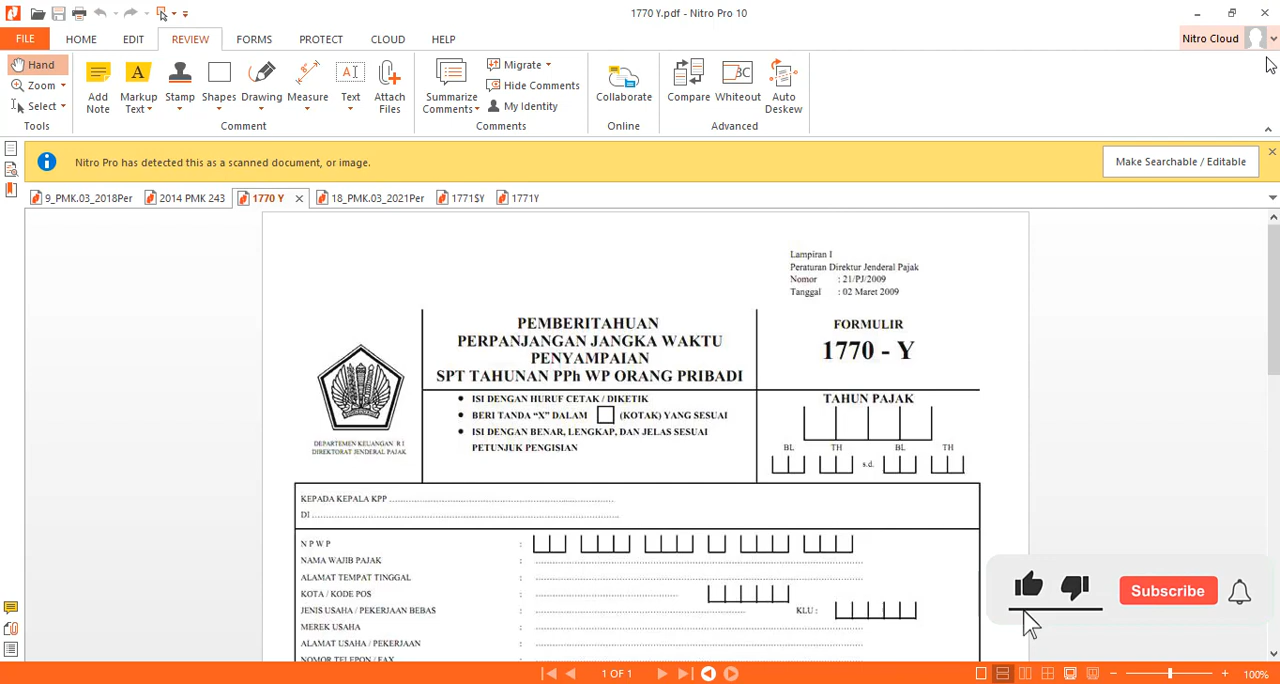 1770 Y.pdf - Nitro Pro 10
FILE HOME EDIT REVIEW FORMS PROTECT CLOUD HELP Nitro Cloud
Hand
Zoom
Select
Tools
Add Note
Markup Text
Stamp
Shapes
Drawing
Measure
Text
Attach Files
Comment
Summarize Comments
Migrate
Hide Comments
My Identity
Comments
Collaborate
Online
Compare
Whiteout
Auto Deskew
Advanced
Nitro Pro has detected this as a scanned document, or image. Make Searchable / Editable
9_PMK.03_2018Per 2014 PMK 243 1770 Y 18_PMK.03_2021Per 1771$Y 1771Y
Lampiran I
Peraturan Direktur Jenderal Pajak
Nomor : 21/PJ/2009
Tanggal : 02 Maret 2009
DEPARTEMEN KEUANGAN R I
DIREKTORAT JENDERAL PAJAK
PEMBERITAHUAN
PERPANJANGAN JANGKA WAKTU
PENYAMPAIAN
SPT TAHUNAN PPh WP ORANG PRIBADI
• ISI DENGAN HURUF CETAK / DIKETIK
• BERI TANDA “X” DALAM (KOTAK) YANG SESUAI
• ISI DENGAN BENAR, LENGKAP, DAN JELAS SESUAI
PETUNJUK PENGISIAN
FORMULIR
1770 - Y
TAHUN PAJAK
BL TH BL TH
s.d.
KEPADA KEPALA KPP
DI
N P W P :
NAMA WAJIB PAJAK :
ALAMAT TEMPAT TINGGAL :
KOTA / KODE POS :
JENIS USAHA / PEKERJAAN BEBAS : KLU :
MEREK USAHA :
ALAMAT USAHA / PEKERJAAN :
NOMOR TELEPON / FAX :
Subscribe
1 OF 1
100%